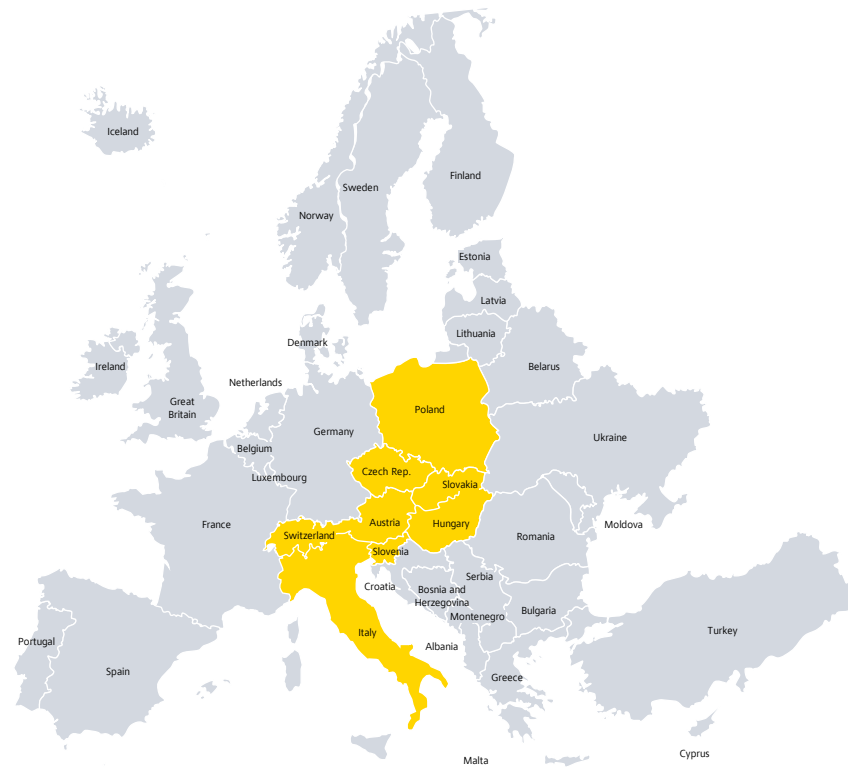 Iceland
Finland
Sweden
Norway
Estonia
Latvia
Lithuania
Denmark
Ireland
Belarus
Netherlands
Great
Britain
Poland
Germany
Ukraine
Belgium
Czech Rep.
Luxembourg
Slovakia
France
Austria
Hungary
Moldova
Switzerland
Romania
Slovenia
Serbia
Croatia
Bosnia and
Herzegovina
Bulgaria
Montenegro
Turkey
Italy
Portugal
Albania
Spain
Greece
Cyprus
Malta